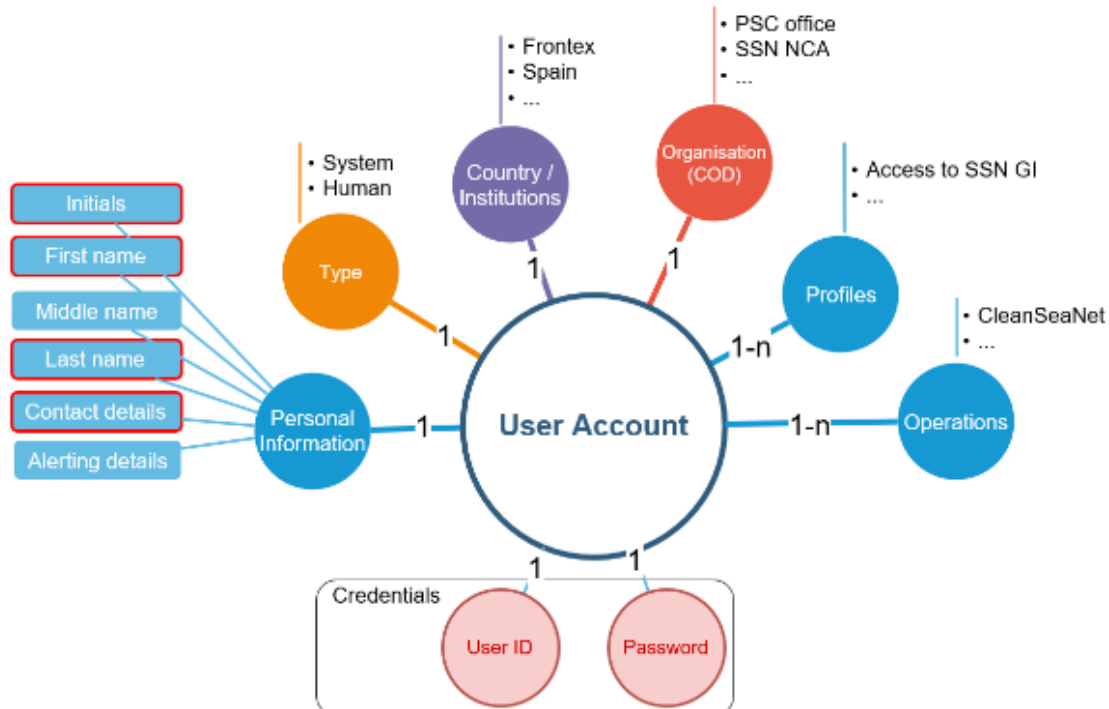 • PSC office
• SSN NCA
• ...
• Frontex
• Spain
• ...
Organisation
(COD)
Country /
Institutions
• System
• Human
• Access to SSN GI
• ...
Initials
First name
Middle name
Last name
Contact details
Alerting details
Type
Profiles
• CleanSeaNet
• ...
1
1
1
1-n
Personal
Information
1
User Account
1-n
Operations
1
1
Credentials
User ID
Password